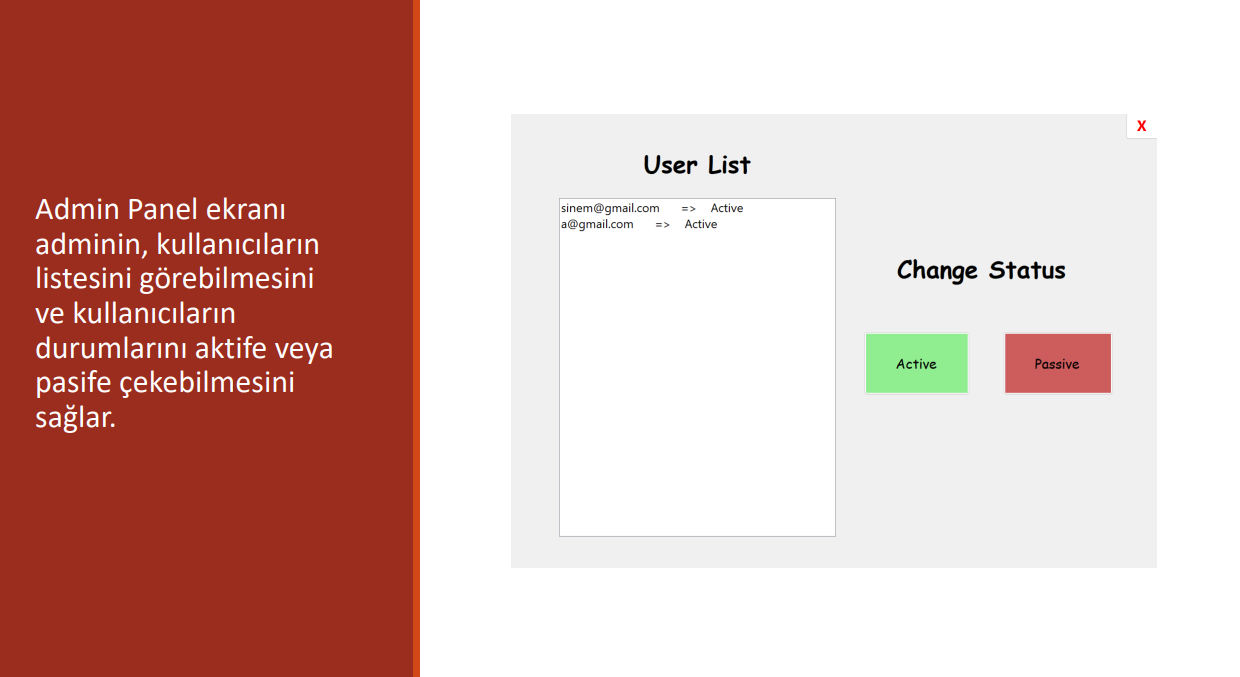 Admin Panel ekranı
adminin, kullanıcıların
listesini görebilmesini
ve kullanıcıların
durumlarını aktife veya
pasife çekebilmesini
sağlar.
X
User List
sinem@gmail.com => Active
a@gmail.com => Active
Change Status
Active Passive